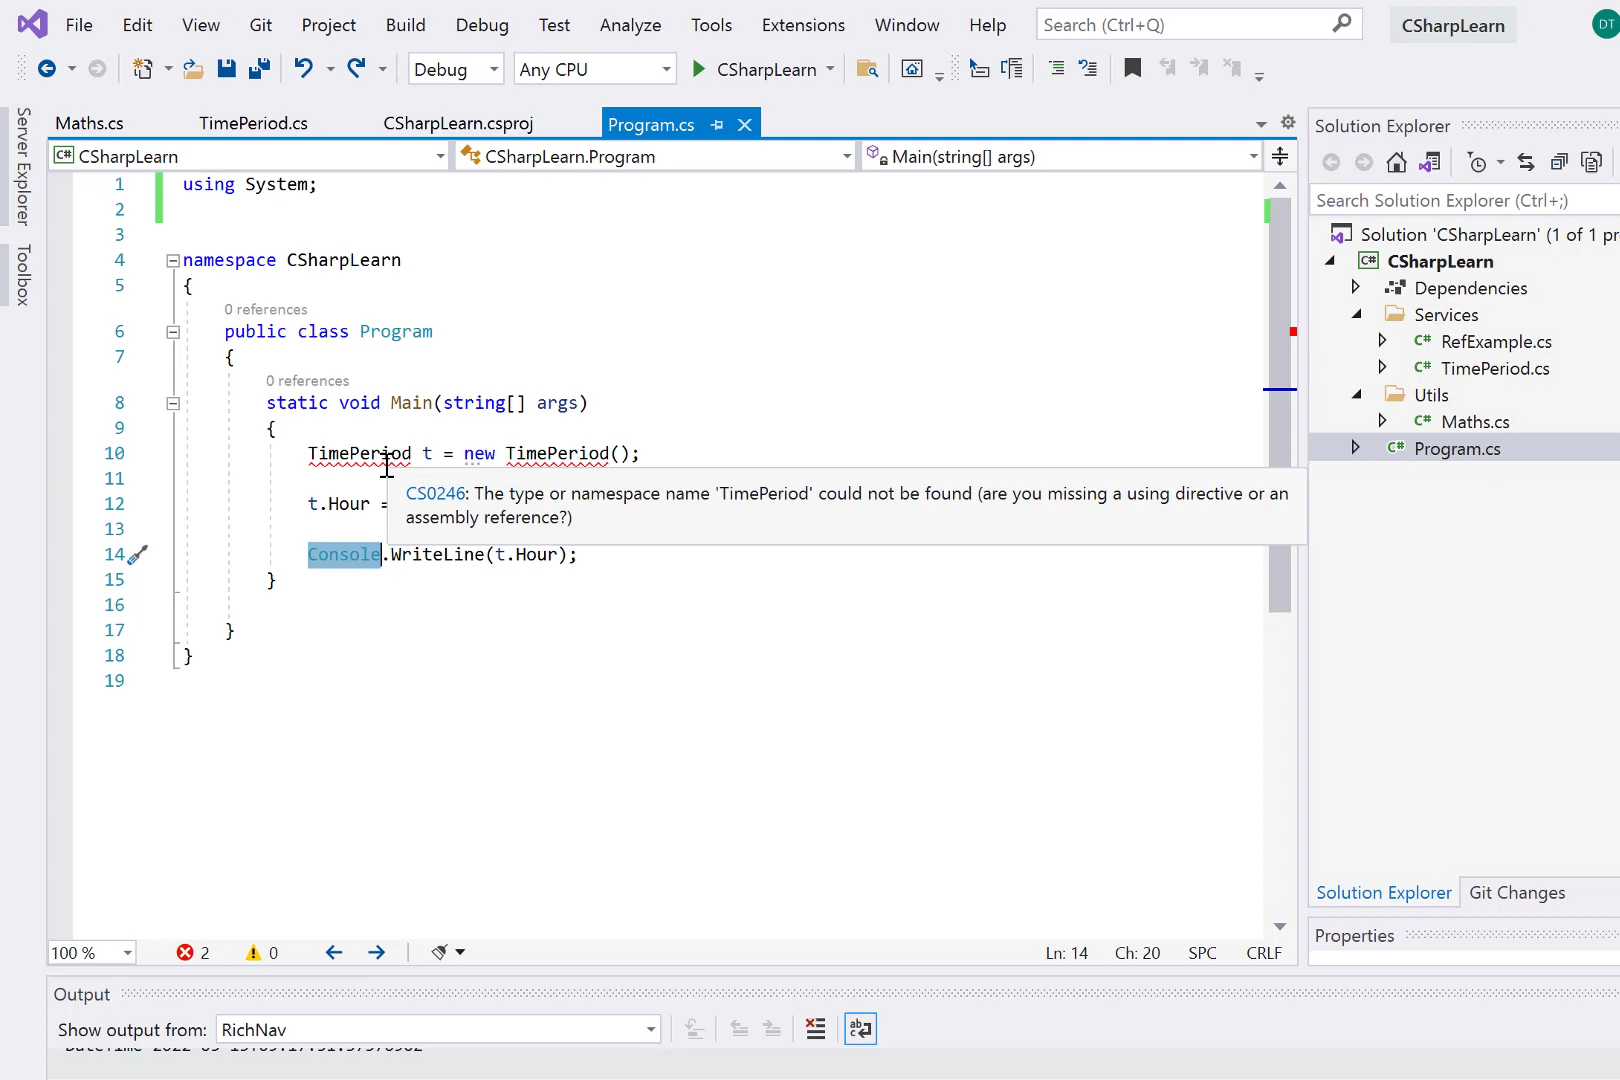 File Edit View Git Project Build Debug Test Analyze Tools Extensions Window Help Search (Ctrl+Q) CSharpLearn DT
Debug Any CPU CSharpLearn
Server Explorer
Toolbox
Maths.cs TimePeriod.cs CSharpLearn.csproj Program.cs
C# CSharpLearn CSharpLearn.Program Main(string[] args)
1 using System;
2
3
4 namespace CSharpLearn
5 {
0 references
6 public class Program
7 {
0 references
8 static void Main(string[] args)
9 {
10 TimePeriod t = new TimePeriod();
11
12 t.Hour =
CS0246: The type or namespace name 'TimePeriod' could not be found (are you missing a using directive or an
assembly reference?)
13
14 Console.WriteLine(t.Hour);
15 }
16
17 }
18 }
19
100 % 2 0 Ln: 14 Ch: 20 SPC CRLF
Output
Show output from: RichNav
abc
Solution Explorer
Search Solution Explorer (Ctrl+;)
Solution 'CSharpLearn' (1 of 1 pr
C# CSharpLearn
Dependencies
Services
C# RefExample.cs
C# TimePeriod.cs
Utils
C# Maths.cs
C# Program.cs
Solution Explorer Git Changes
Properties